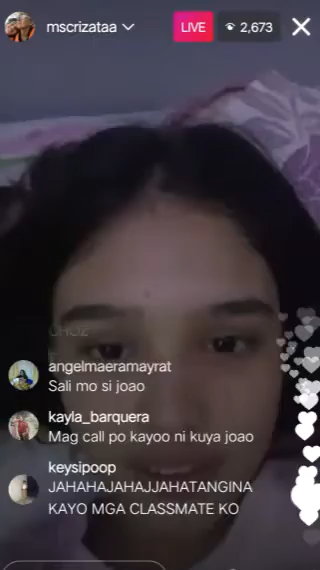 mscrizataa
LIVE
2,673
CHOZ
angelmaeramayrat
Sali mo si joao
kayla_barquera
Mag call po kayoo ni kuya joao
keysipoop
JAHAHAJAHAJJAHATANGINA
KAYO MGA CLASSMATE KO